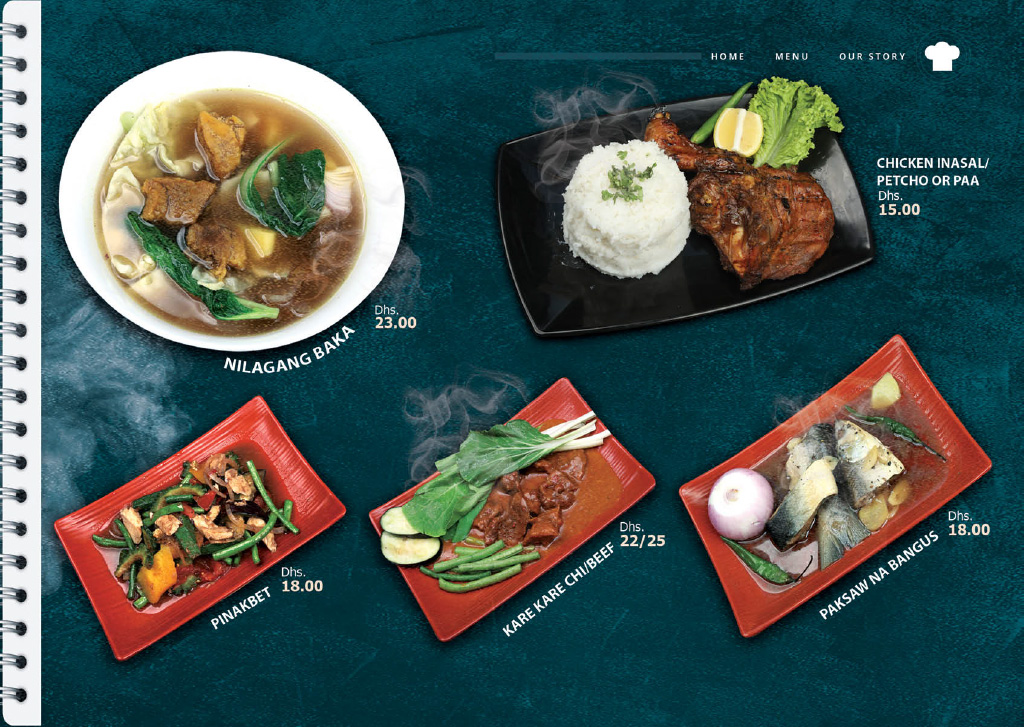 HOME MENU OUR STORY
CHICKEN INASAL/
PETCHO OR PAA
Dhs.
15.00
Dhs.
23.00
NILAGANG BAKA
Dhs.
18.00
PINAKBET
Dhs.
22/25
KARE KARE CHI/BEEF
Dhs.
18.00
PAKSAW NA BANGUS